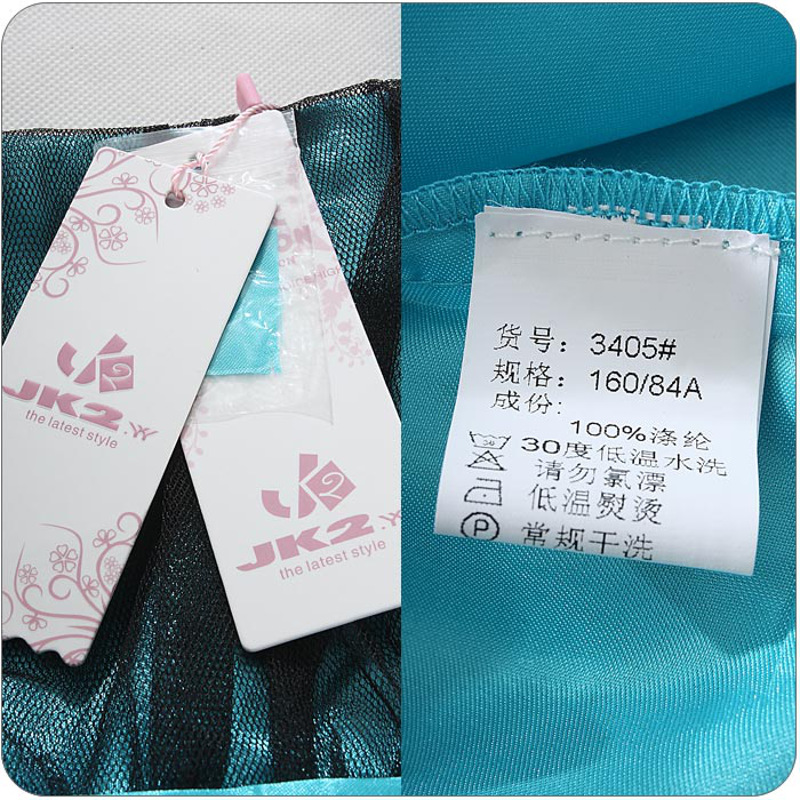 JK2.yx
the latest style
ON
JK2.y
the latest style
货号：3405#
规格：160/84A
成份：
100%涤纶
30度低温水洗
请勿氯漂
低温熨烫
P
常规干洗